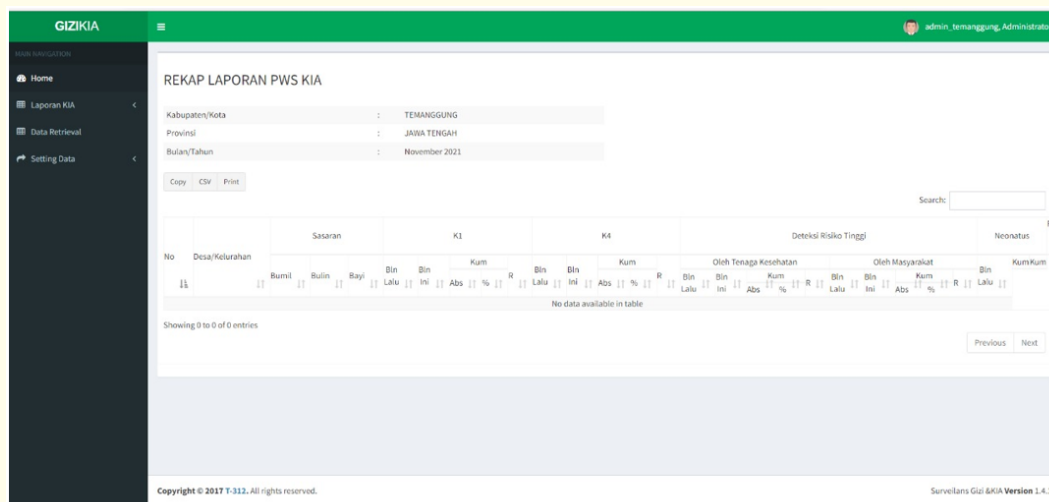 GIZIKIA
admin_temanggung, Administrato
MAIN NAVIGATION
Home
Laporan KIA
Data Retrieval
Setting Data
REKAP LAPORAN PWS KIA
Kabupaten/Kota : TEMANGGUNG
Provinsi : JAWA TENGAH
Bulan/Tahun : November 2021
Copy CSV Print
Search:
No Desa/Kelurahan Sasaran K1 K4 Deteksi Risiko Tinggi Neonatus
Kum Kum Oleh Tenaga Kesehatan Oleh Masyarakat KumKum
Bumil Bulin Bayi Bln Lalu Bln Ini Abs % R Bln Lalu Bln Ini Abs % R Bln Lalu Bln Ini Kum Abs % R Bln Lalu Bln Ini Kum Abs % R Bln Lalu
No data available in table
Showing 0 to 0 of 0 entries
Previous Next
Copyright © 2017 T-312. All rights reserved.
Surveilans Gizi &KIA Version 1.4.